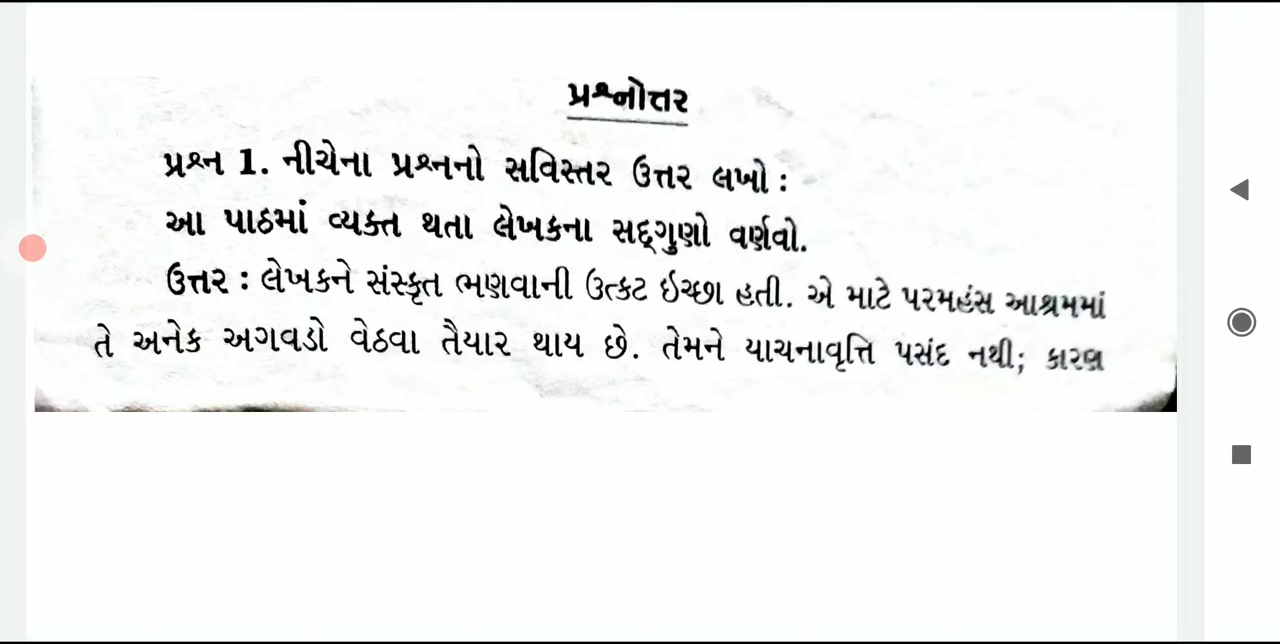 પ્રશ્નોત્તર
પ્રશ્ન 1. નીચેના પ્રશ્નનો સવિસ્તર ઉત્તર લખો :
આ પાઠમાં વ્યક્ત થતા લેખકના સદ્ગુણો વર્ણવો.
ઉત્તર : લેખકને સંસ્કૃત ભણવાની ઉત્કટ ઇચ્છા હતી. એ માટે પરમહંસ આશ્રમમાં
તે અનેક અગવડો વેઠવા તૈયાર થાય છે. તેમને યાચનાવૃત્તિ પસંદ નથી; કારણ